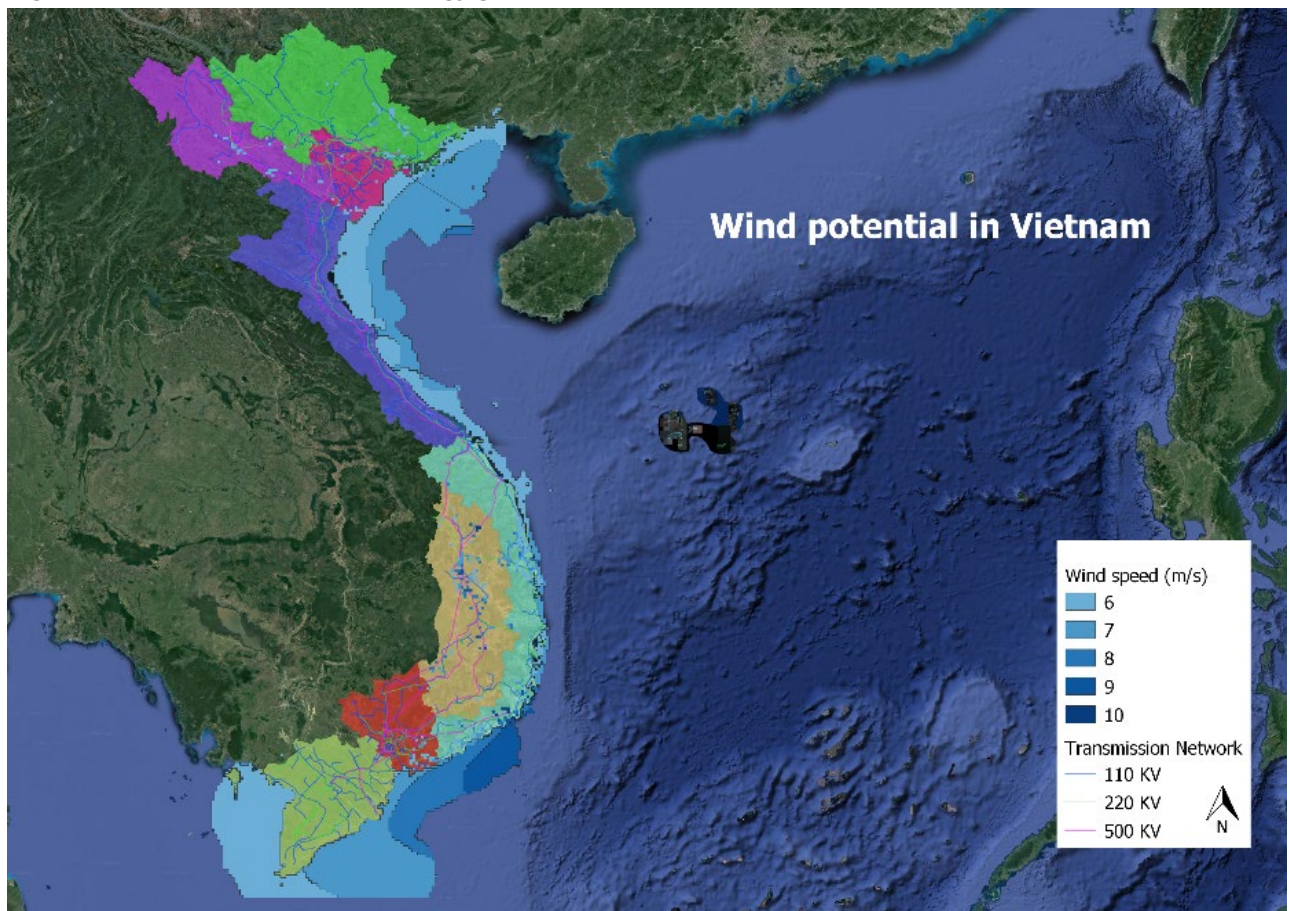 Wind potential in Vietnam
Wind speed (m/s)
6
7
8
9
10
Transmission Network
110 KV
220 KV
500 KV
N